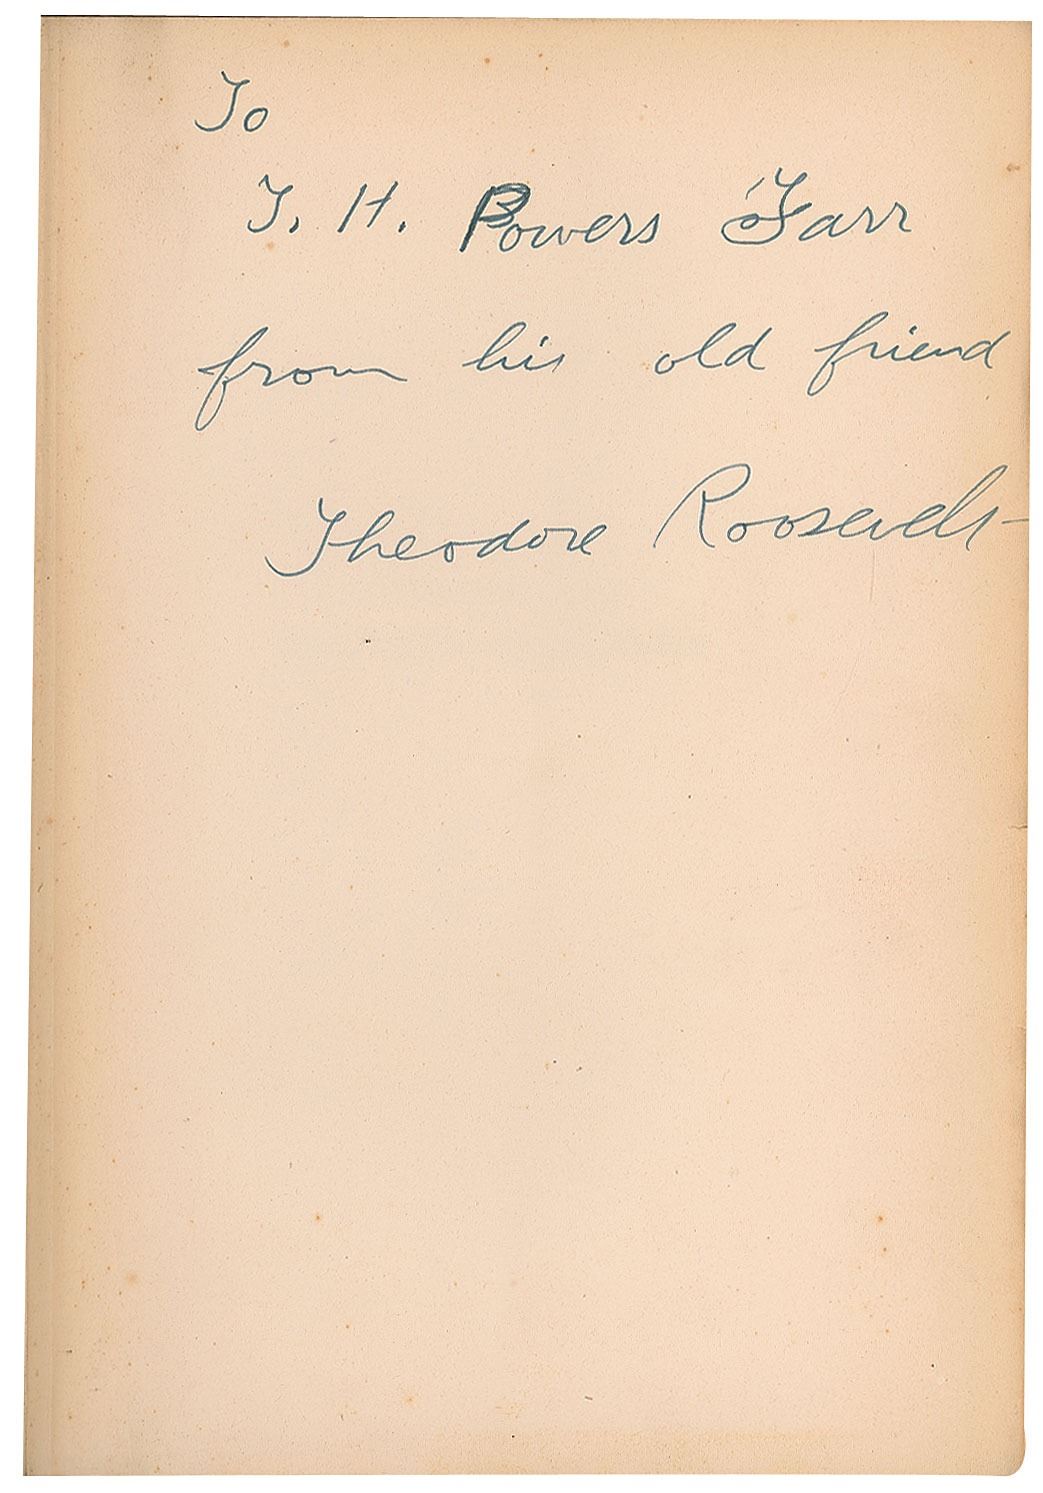 To
T. H. Powers Farr
from his old friend
Theodore Roosevelt